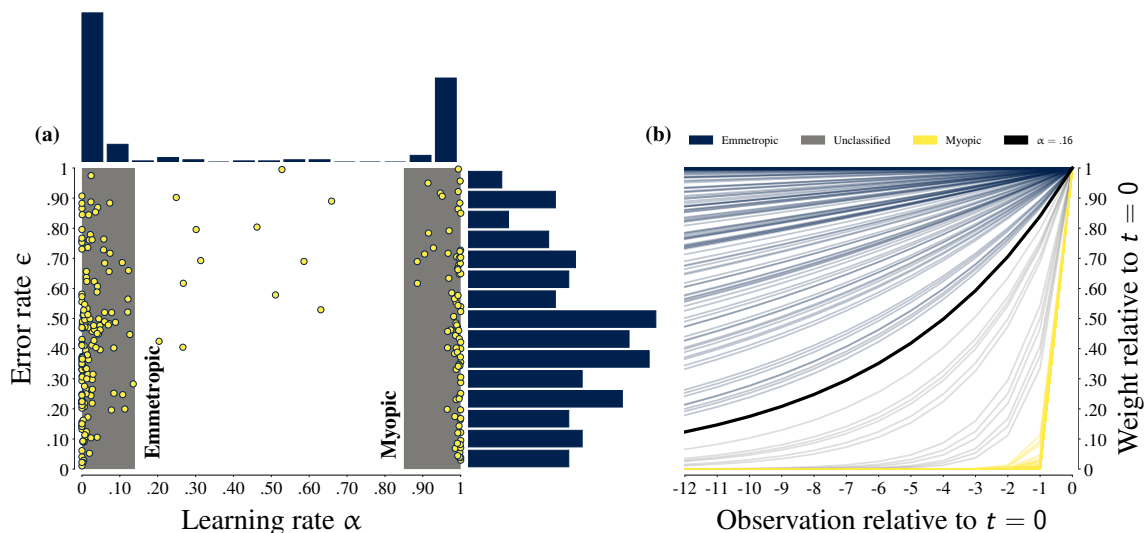 (a)
1
.90
.80
.70
.60
.50
.40
.30
.20
.10
0
Error rate ϵ
Emmetropic
Myopic
0 .10 .20 .30 .40 .50 .60 .70 .80 .90 1
Learning rate α
(b)
Emmetropic Unclassified Myopic α = .16
1
.90
.80
.70
.60
.50
.40
.30
.20
.10
0
Weight relative to t = 0
-12 -11 -10 -9 -8 -7 -6 -5 -4 -3 -2 -1 0
Observation relative to t = 0